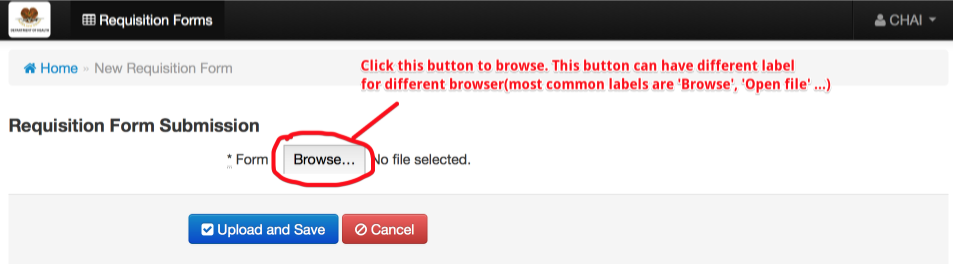 DEPARTMENT OF HEALTH
Requisition Forms
CHAI
Home » New Requisition Form
Click this button to browse. This button can have different label
for different browser(most common labels are 'Browse', 'Open file' ...)
Requisition Form Submission
* Form Browse... No file selected.
Upload and Save Cancel